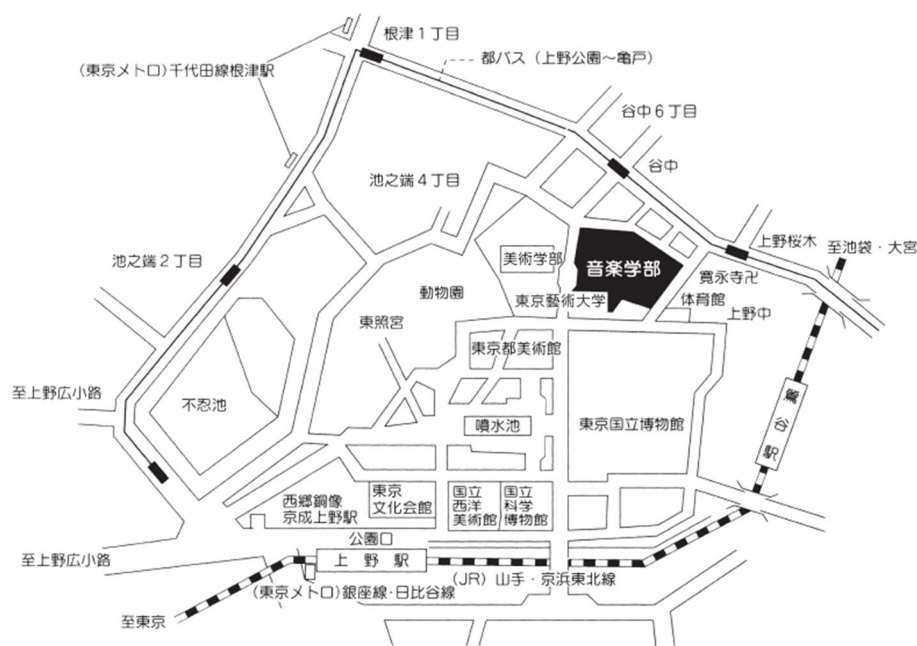 根津1丁目
都バス（上野公園～亀戸）
(東京メトロ)千代田線根津駅
谷中6丁目
谷中
池之端4丁目
上野桜木
至池袋・大宮
池之端2丁目
美術学部
音楽学部
寛永寺卍
動物園
東京藝術大学
体育館
上野中
東照宮
東京都美術館
至上野広小路
不忍池
噴水池
東京国立博物館
鶯谷駅
西郷銅像
京成上野駅
東京
文化会館
国立
西洋
美術館
国立
科学
博物館
公園口
至上野広小路
上野駅
(JR) 山手・京浜東北線
(東京メトロ)銀座線・日比谷線
至東京